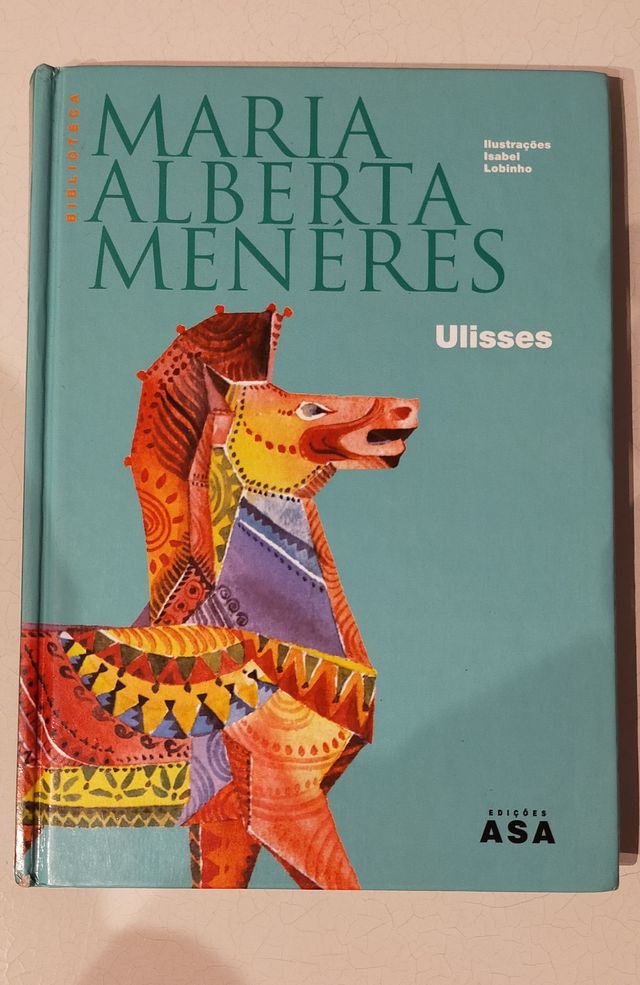 BIBLIOTECA
MARIA
ALBERTA
MENÉRES
Ilustrações
Isabel
Lobinho
Ulisses
EDIÇÕES
ASA